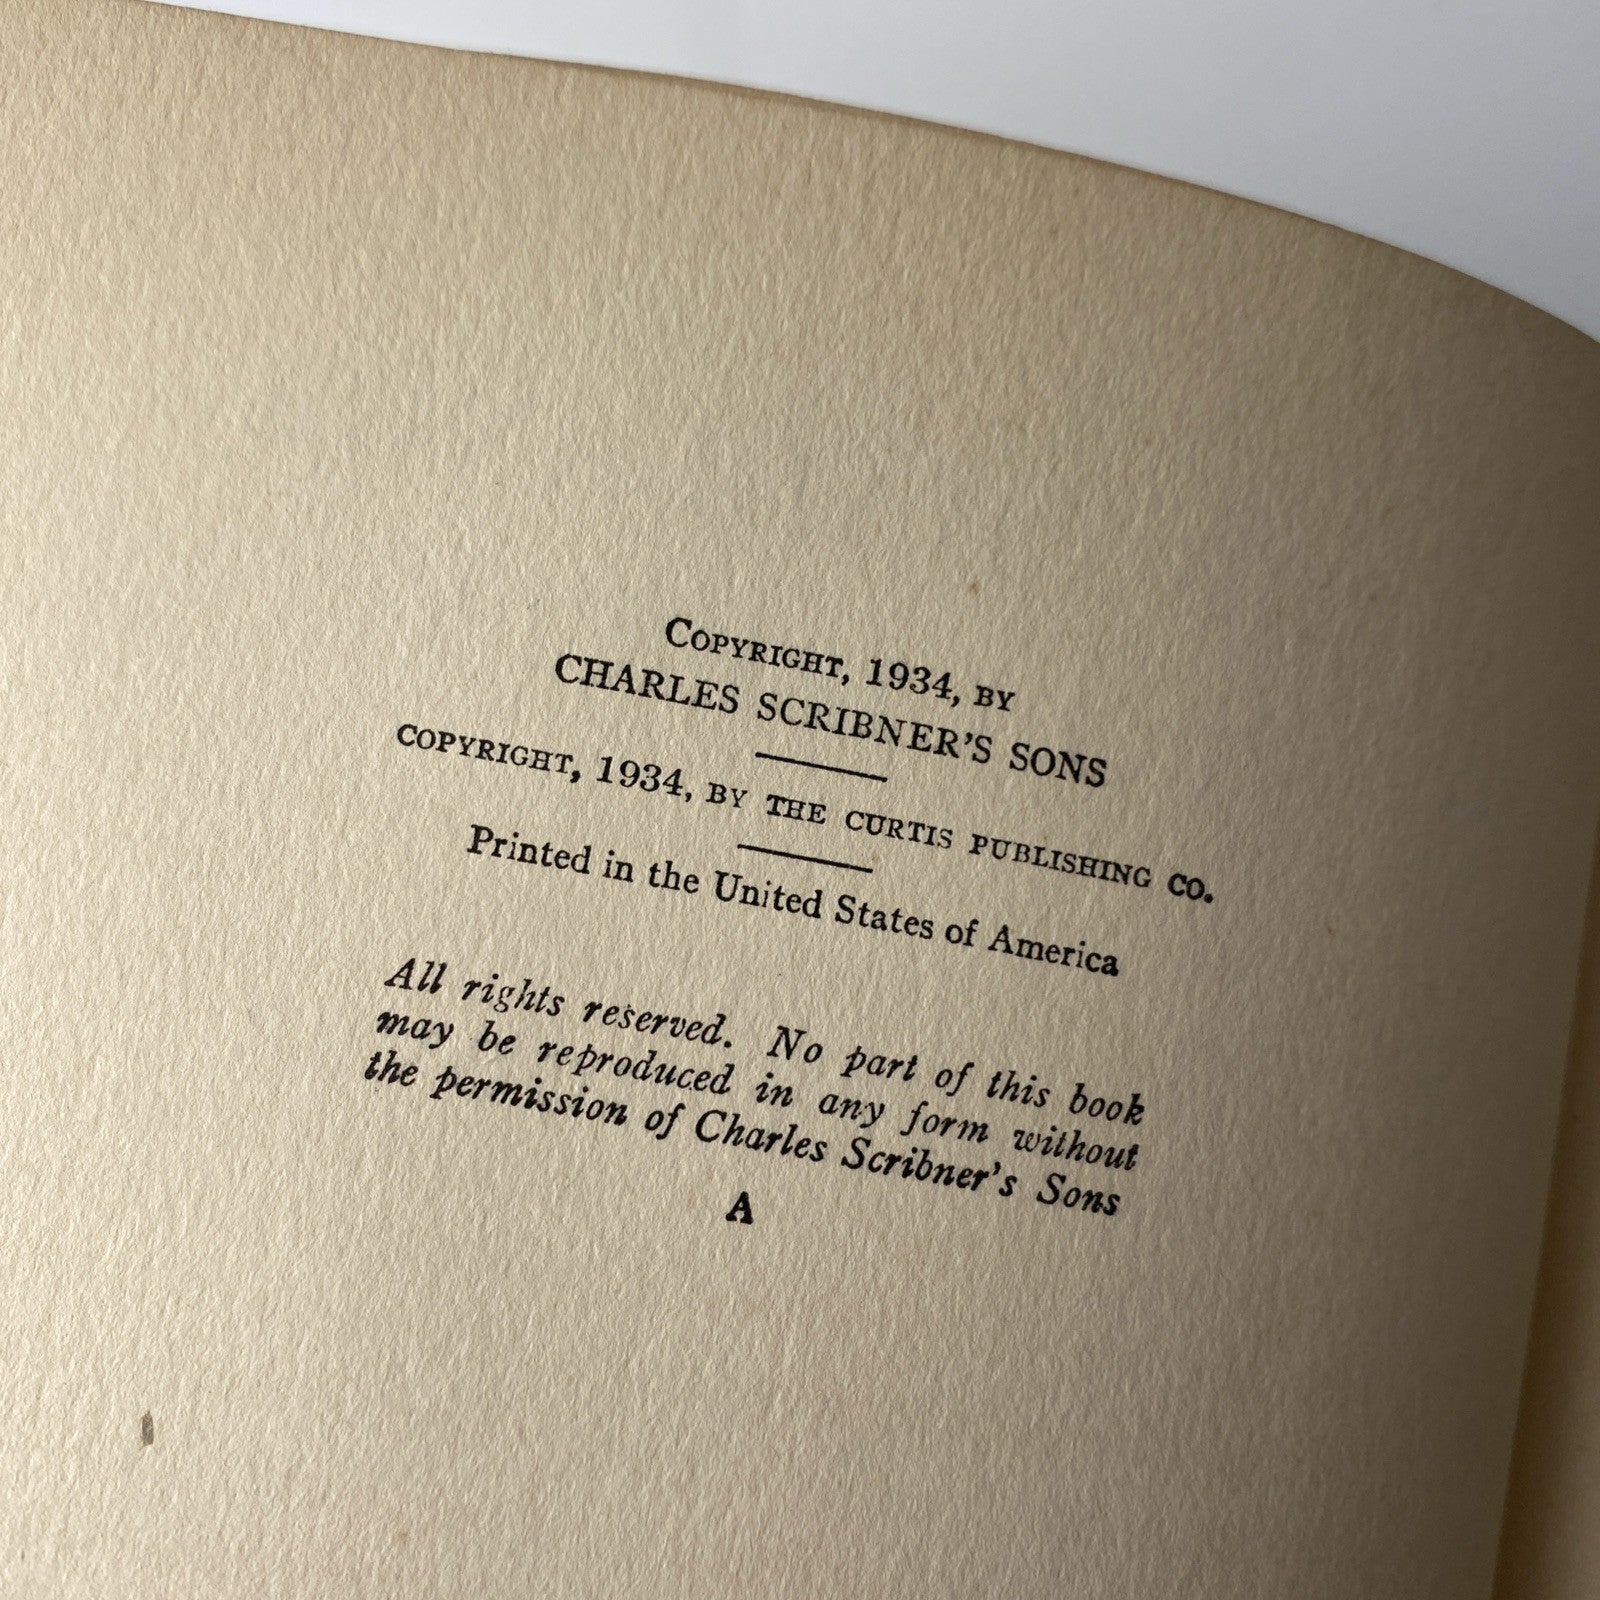 Copyright, 1934, by
CHARLES SCRIBNER'S SONS
COPYRIGHT, 1934, BY THE CURTIS PUBLISHING CO.
Printed in the United States of America
All rights reserved. No part of this book
may be reproduced in any form without
the permission of Charles Scribner's Sons
A